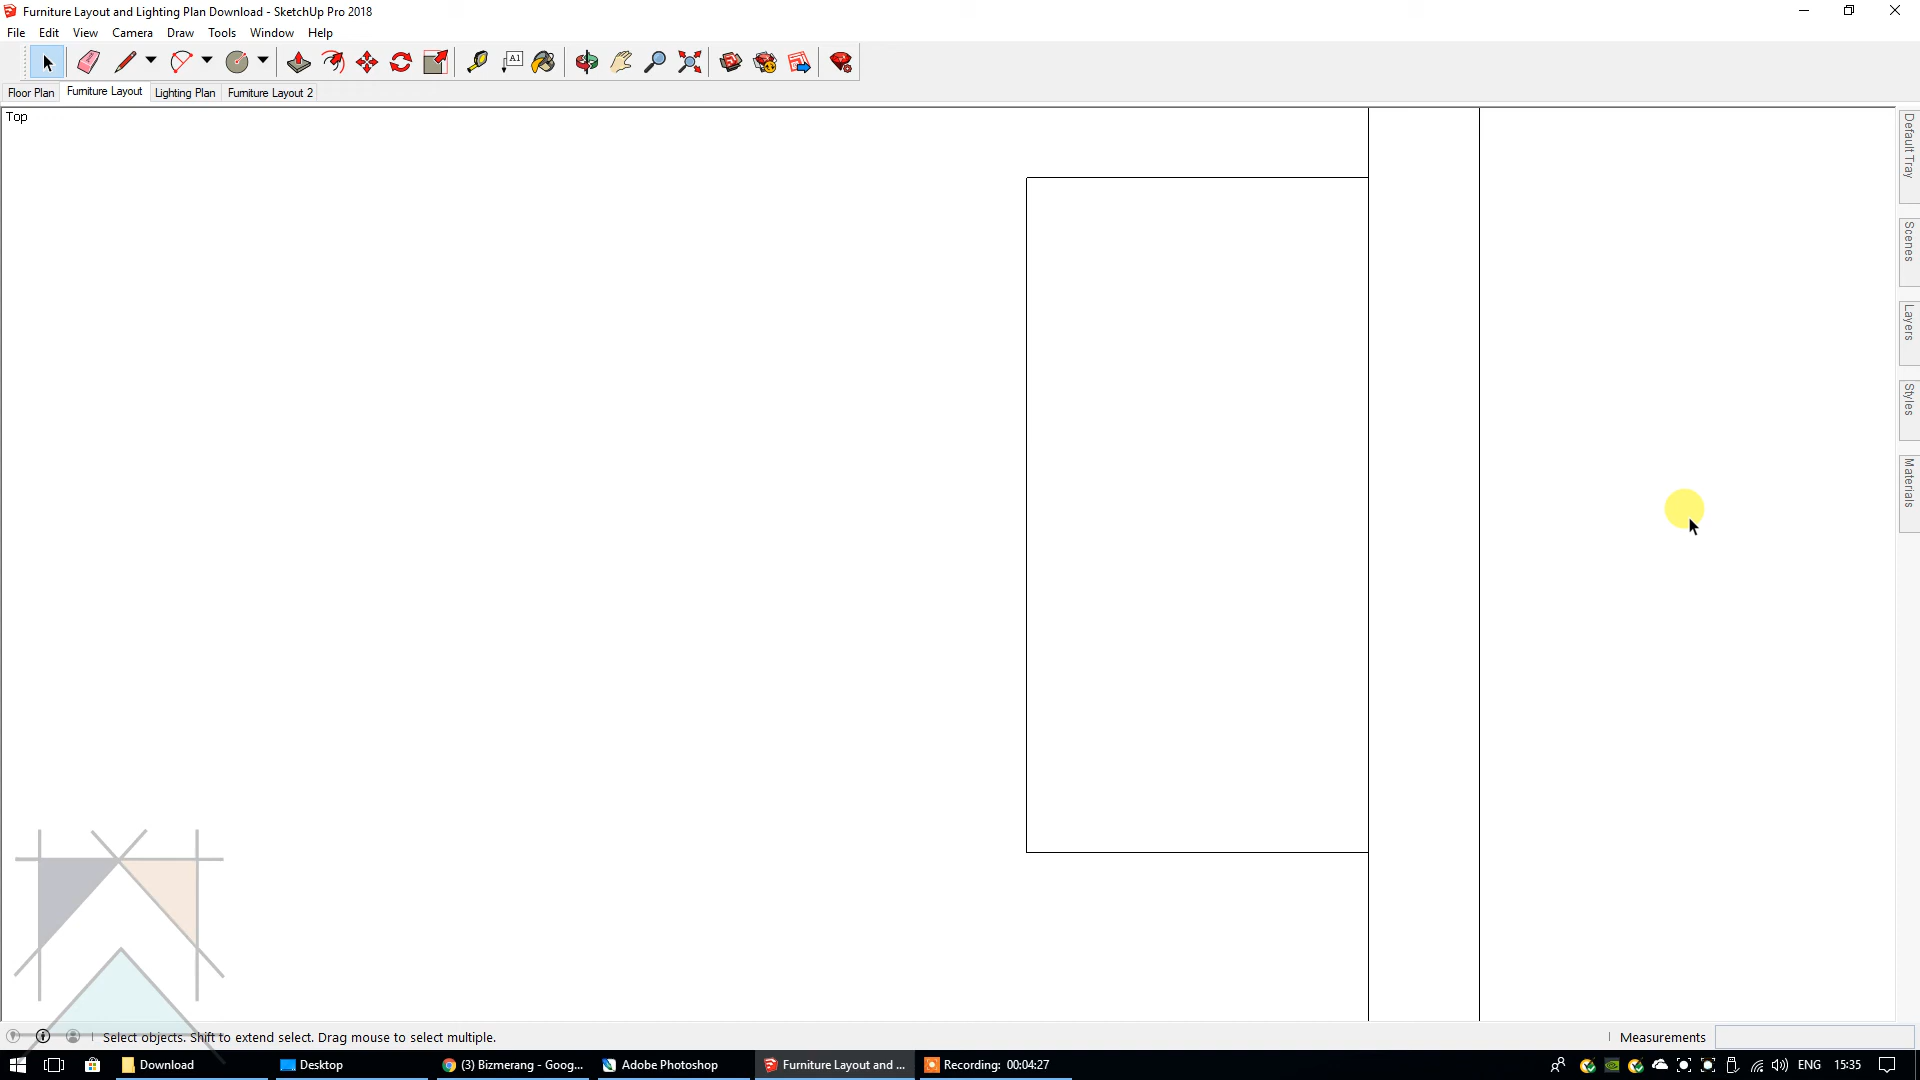 Furniture Layout and Lighting Plan Download - SketchUp Pro 2018
File Edit View Camera Draw Tools Window Help
A1
Floor Plan Furniture Layout Lighting Plan Furniture Layout 2
Top
Default Tray
Scenes
Layers
Styles
Materials
Select objects. Shift to extend select. Drag mouse to select multiple.
Measurements
Download Desktop (3) Bizmerang - Goog... Adobe Photoshop Furniture Layout and ... Recording: 00:04:27 ENG 15:35